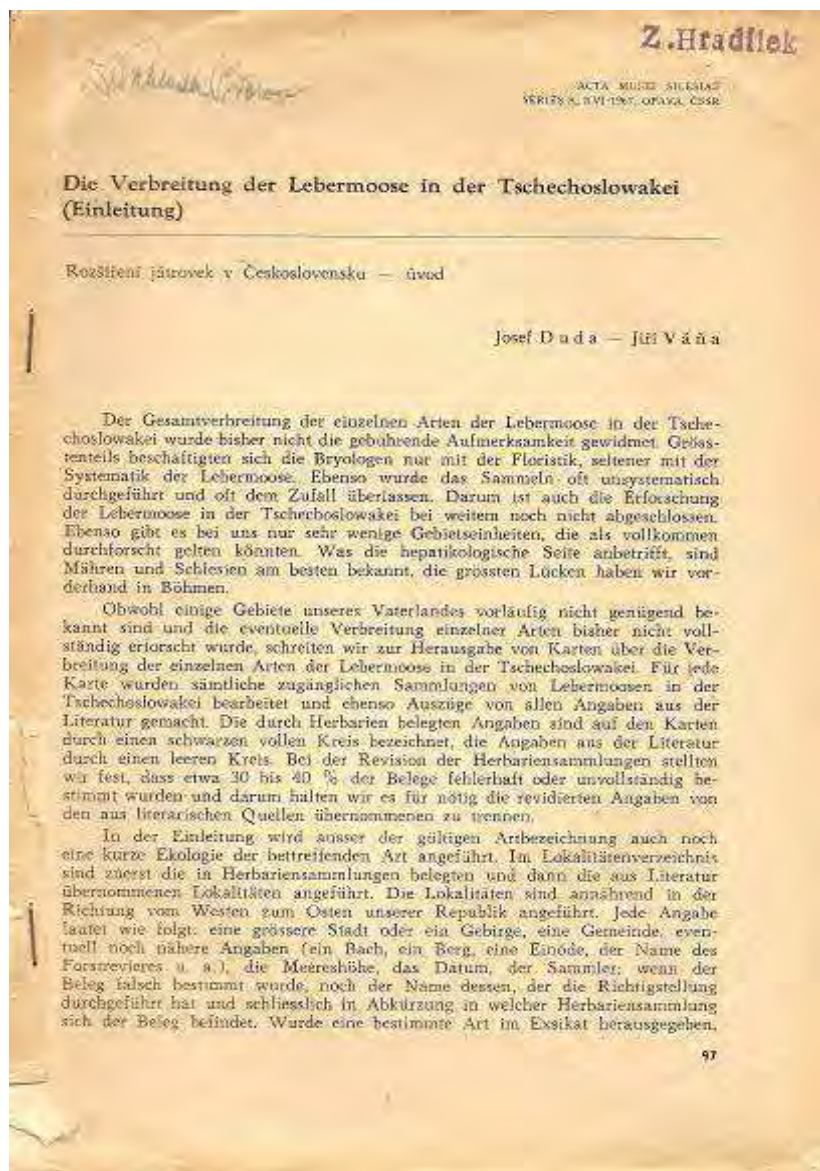 Z.Hradílek
ACTA MUSEI SILESIAE
SERIES A, XVI-1967, OPAVA, ČSSR
Die Verbreitung der Lebermoose in der Tschechoslowakei
(Einleitung)
Rozšíření játrovek v Československu — úvod
Josef Duda — Jiří Váňa
Der Gesamtverbreitung der einzelnen Arten der Lebermoose in der Tsche-
choslowakei wurde bisher nicht die gebührende Aufmerksamkeit gewidmet. Gröss-
tenteils beschäftigten sich die Bryologen nur mit der Floristik, seltener mit der
Systematik der Lebermoose. Ebenso wurde das Sammeln oft unsystematisch
durchgeführt und oft dem Zufall überlassen. Darum ist auch die Erforschung
der Lebermoose in der Tschechoslowakei bei weitem noch nicht abgeschlossen.
Ebenso gibt es bei uns nur sehr wenige Gebietseinheiten, die als vollkommen
durchforscht gelten könnten. Was die hepatikologische Seite anbetrifft, sind
Mähren und Schlesien am besten bekannt, die grössten Lücken haben wir vor-
derhand in Böhmen.
Obwohl einige Gebiete unseres Vaterlandes vorläufig nicht genügend be-
kannt sind und die eventuelle Verbreitung einzelner Arten bisher nicht voll-
ständig erforscht wurde, schreiten wir zur Herausgabe von Karten über die Ver-
breitung der einzelnen Arten der Lebermoose in der Tschechoslowakei. Für jede
Karte wurden sämtliche zugänglichen Sammlungen von Lebermoosen in der
Tschechoslowakei bearbeitet und ebenso Auszüge von allen Angaben aus der
Literatur gemacht. Die durch Herbarien belegten Angaben sind auf den Karten
durch einen schwarzen vollen Kreis bezeichnet, die Angaben aus der Literatur
durch einen leeren Kreis. Bei der Revision der Herbariensammlungen stellten
wir fest, dass etwa 30 bis 40 % der Belege fehlerhaft oder unvollständig be-
stimmt wurden und darum halten wir es für nötig die revidierten Angaben von
den aus literarischen Quellen übernommenen zu trennen.
In der Einleitung wird ausser der gültigen Artbezeichnung auch noch
eine kurze Ekologie der bettreffenden Art angeführt. Im Lokalitätenverzeichnis
sind zuerst die in Herbariensammlungen belegten und dann die aus Literatur
übernommenen Lokalitäten angeführt. Die Lokalitäten sind annährend in der
Richtung vom Westen zum Osten unserer Republik angeführt. Jede Angabe
lautet wie folgt: eine grössere Stadt oder ein Gebirge, eine Gemeinde, even-
tuell noch nähere Angaben (ein Bach, ein Berg, eine Einöde, der Name des
Forstrevieres u. a.), die Meereshöhe, das Datum, der Sammler; wenn der
Beleg falsch bestimmt wurde, noch der Name dessen, der die Richtigstellung
durchgeführt hat und schliesslich in Abkürzung in welcher Herbariensammlung
sich der Beleg befindet. Wurde eine bestimmte Art im Exsikat herausgegeben,
97